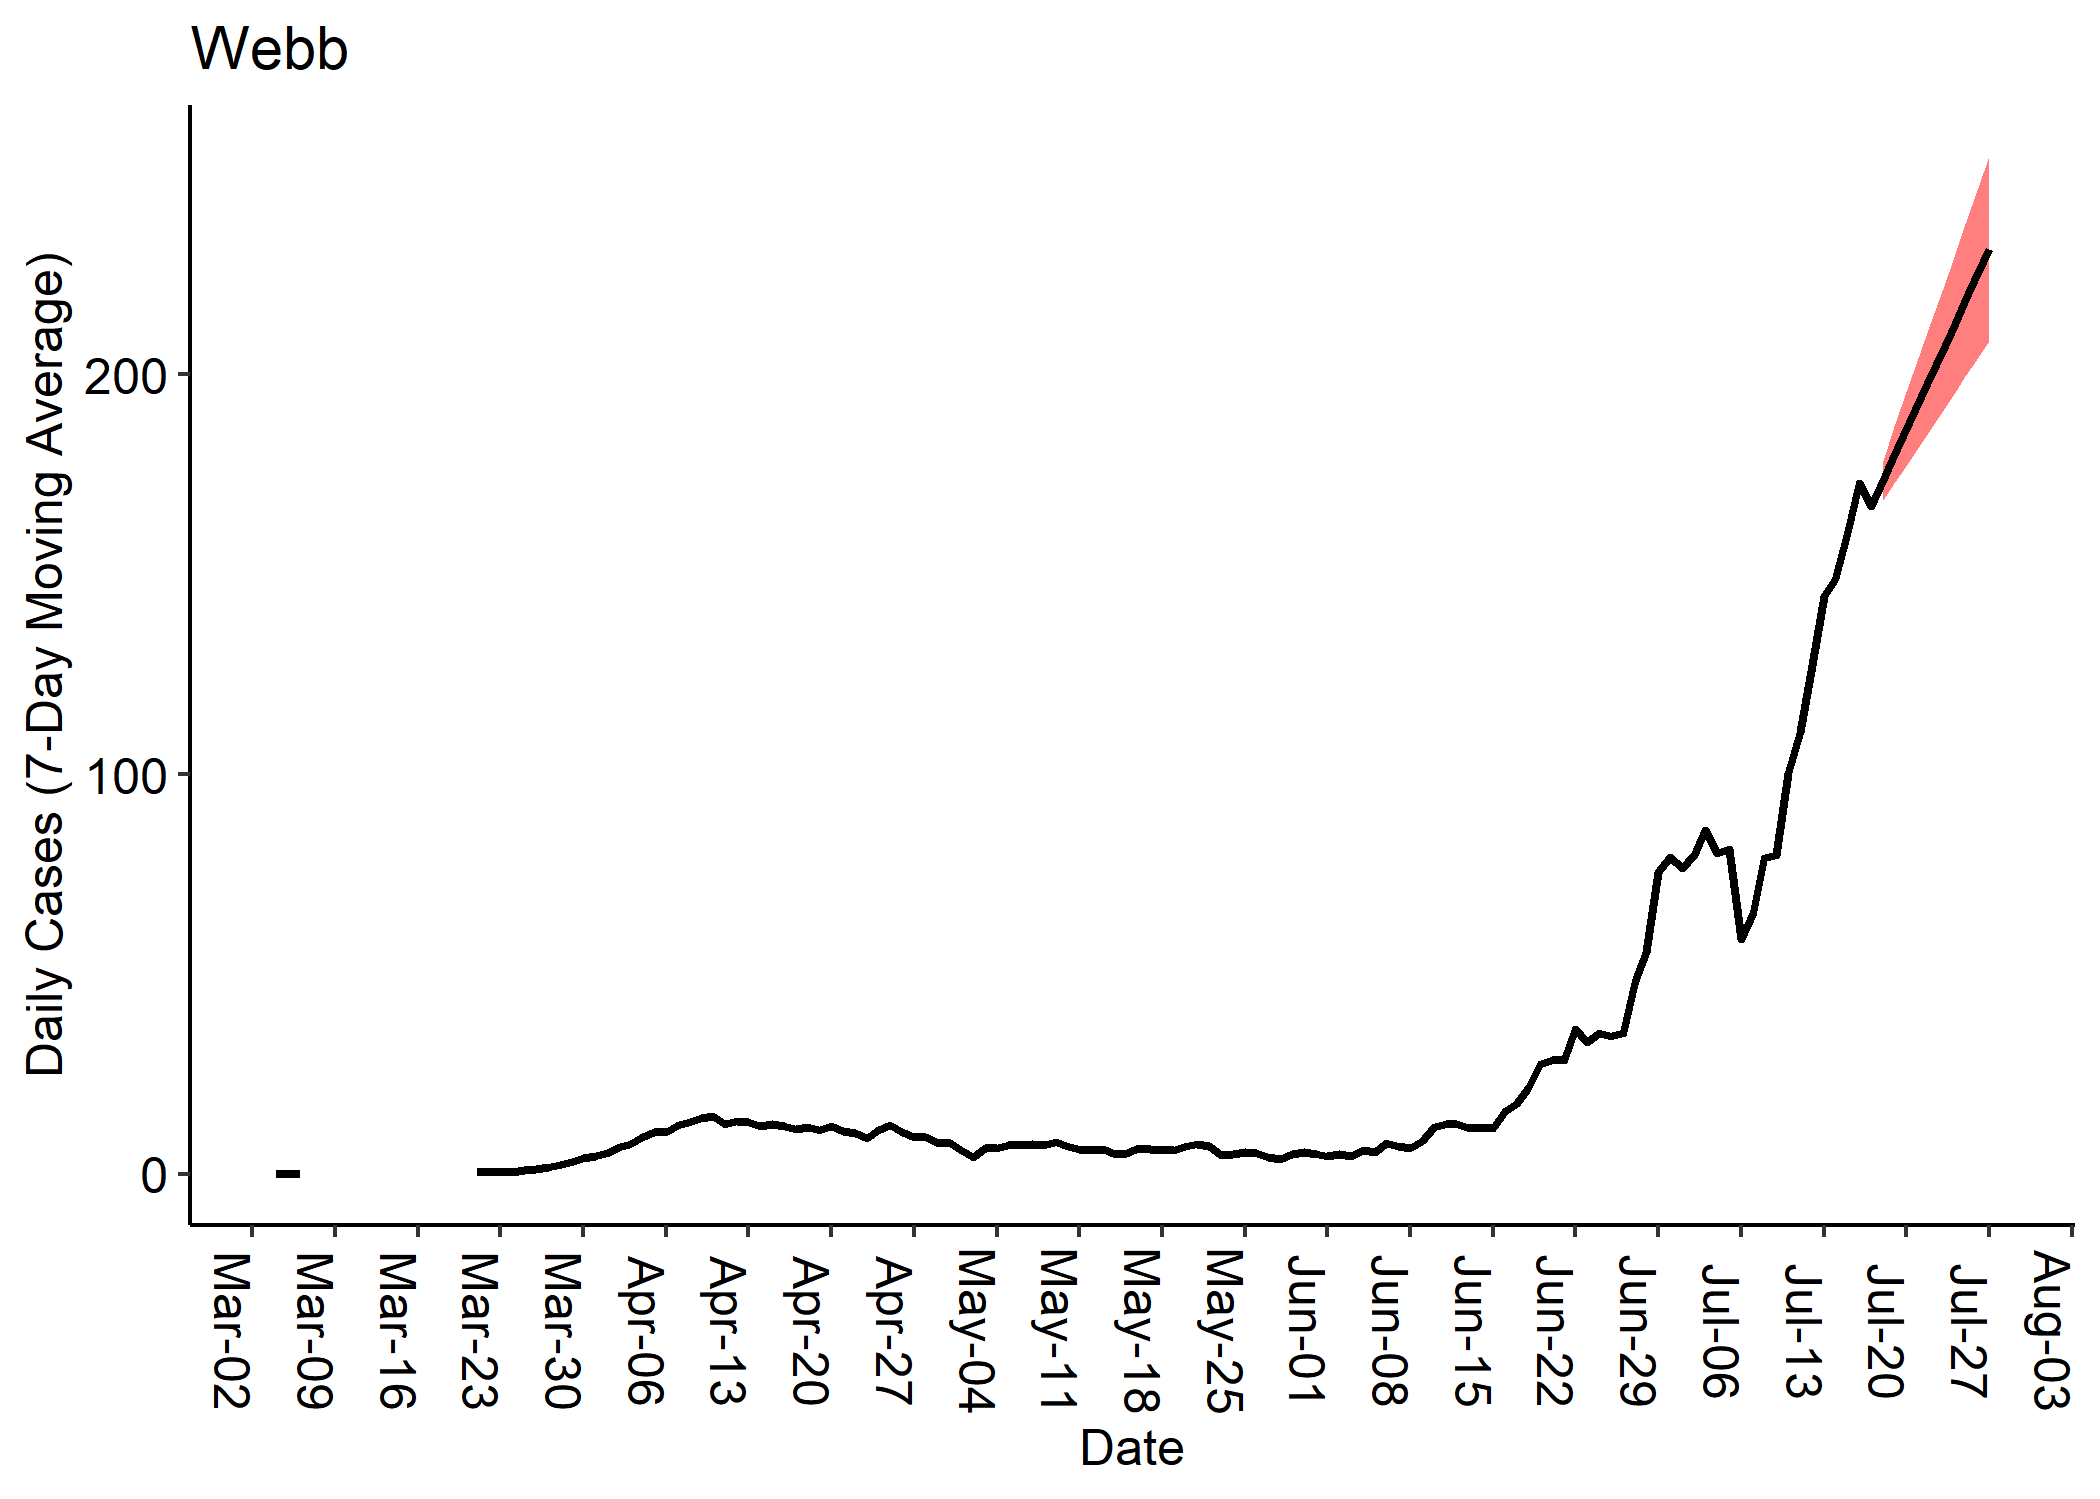 Webb
Daily Cases (7-Day Moving Average)
200
100
0
Mar-02
Mar-09
Mar-16
Mar-23
Mar-30
Apr-06
Apr-13
Apr-20
Apr-27
May-04
May-11
May-18
May-25
Jun-01
Jun-08
Jun-15
Jun-22
Jun-29
Jul-06
Jul-13
Jul-20
Jul-27
Aug-03
Date